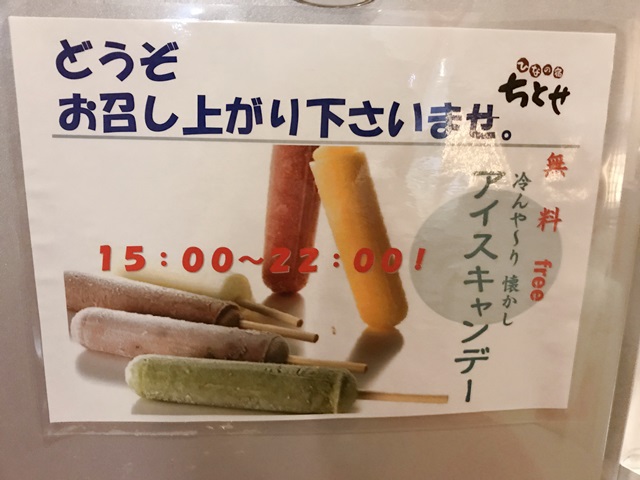 どうぞ
お召し上がり下さいませ。
ひなの宿
ちとせ
無料 free
冷んや~り 懐かし
アイスキャンデー
15:00~22:00!